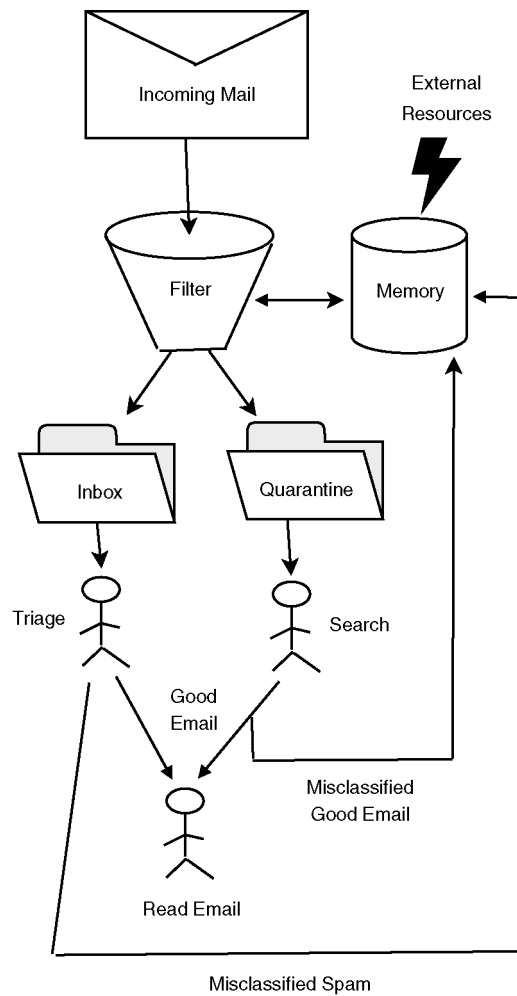 Incoming Mail
External
Resources
Filter
Memory
Inbox
Quarantine
Triage
Search
Good
Email
Misclassified
Good Email
Read Email
Misclassified Spam